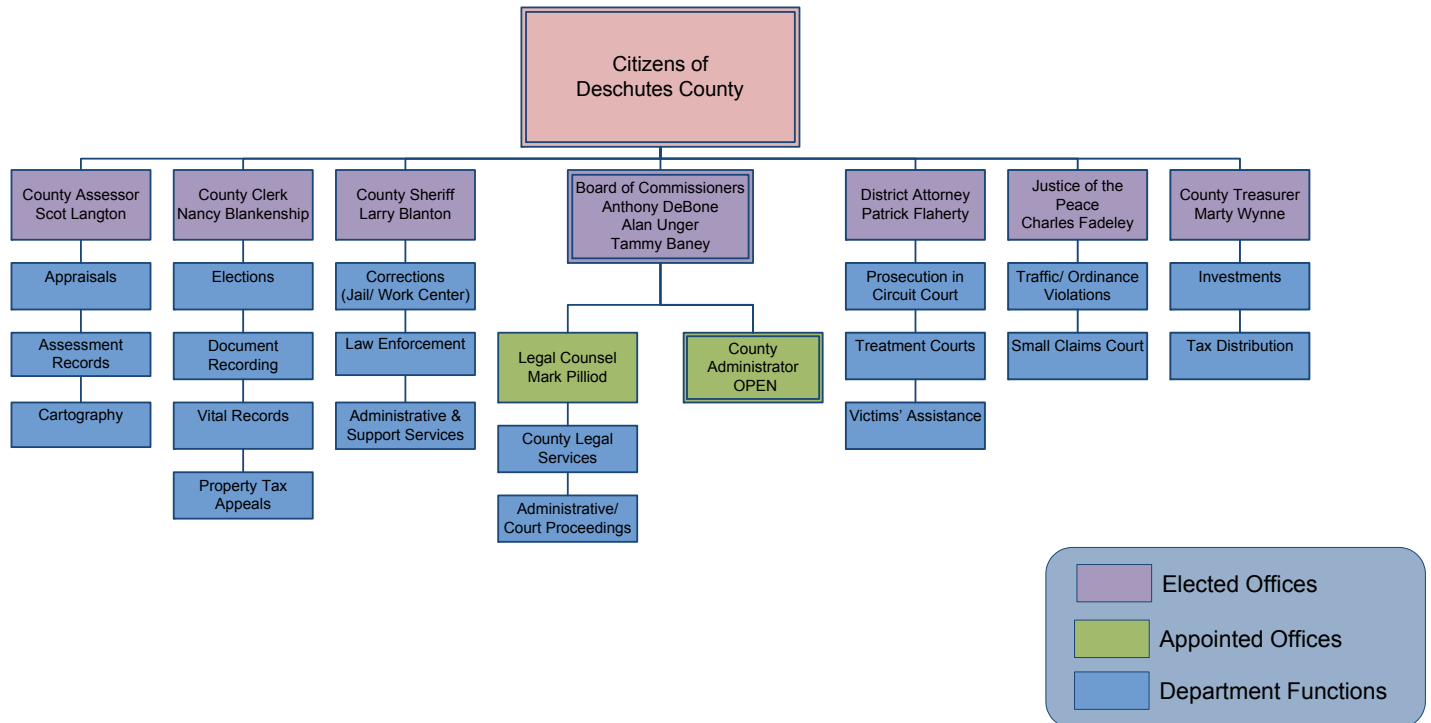 Citizens of
Deschutes County
County Assessor
Scot Langton
County Clerk
Nancy Blankenship
County Sheriff
Larry Blanton
Board of Commissioners
Anthony DeBone
Alan Unger
Tammy Baney
District Attorney
Patrick Flaherty
Justice of the
Peace
Charles Fadeley
County Treasurer
Marty Wynne
Appraisals
Assessment
Records
Cartography
Elections
Document
Recording
Vital Records
Property Tax
Appeals
Corrections
(Jail/ Work Center)
Law Enforcement
Administrative &
Support Services
Legal Counsel
Mark Pilliod
County Legal
Services
Administrative/
Court Proceedings
County
Administrator
OPEN
Prosecution in
Circuit Court
Treatment Courts
Victims’ Assistance
Traffic/ Ordinance
Violations
Small Claims Court
Investments
Tax Distribution
Elected Offices
Appointed Offices
Department Functions